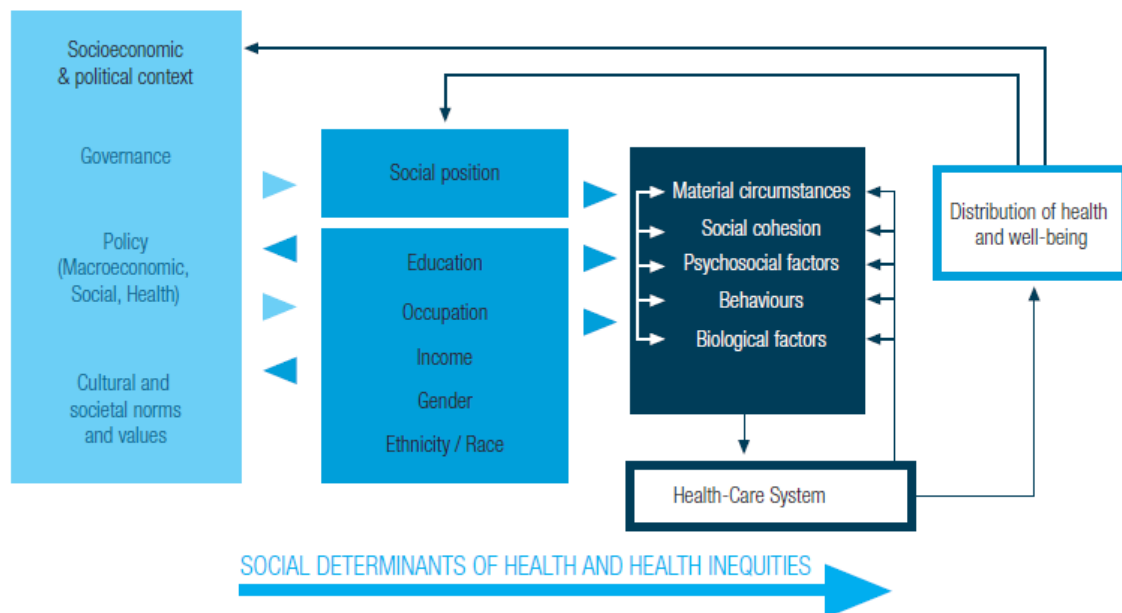 Socioeconomic
& political context
Governance
Policy
(Macroeconomic,
Social, Health)
Cultural and
societal norms
and values
Social position
Education
Occupation
Income
Gender
Ethnicity / Race
Material circumstances
Social cohesion
Psychosocial factors
Behaviours
Biological factors
Health-Care System
Distribution of health
and well-being
SOCIAL DETERMINANTS OF HEALTH AND HEALTH INEQUITIES